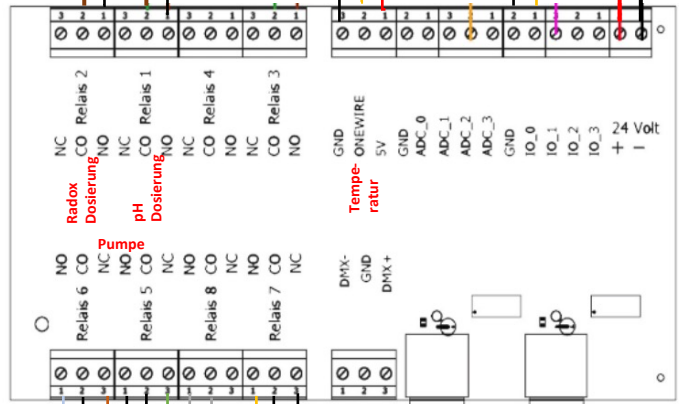 3 2 1 3 2 1 3 2 1 3 2 1 3 2 1 2 1 3 2 1 2 1 3 2 1 2 1
Relais 2 Relais 1 Relais 4 Relais 3
NC CO NO NC CO NO NC CO NO NC CO NO
GND ONEWIRE 5V GND ADC_0 ADC_1 ADC_2 ADC_3 GND IO_0 IO_1 IO_2 IO_3
24 Volt
+ −
Radox
Dosierung
pH
Dosierung
Tempe-
ratur
Pumpe
NO CO NC NO CO NC NO CO NC NO CO NC
DMX- GND DMX+
Relais 6 Relais 5 Relais 8 Relais 7
1 2 3 1 2 3 1 2 3 1 2 3 1 2 3